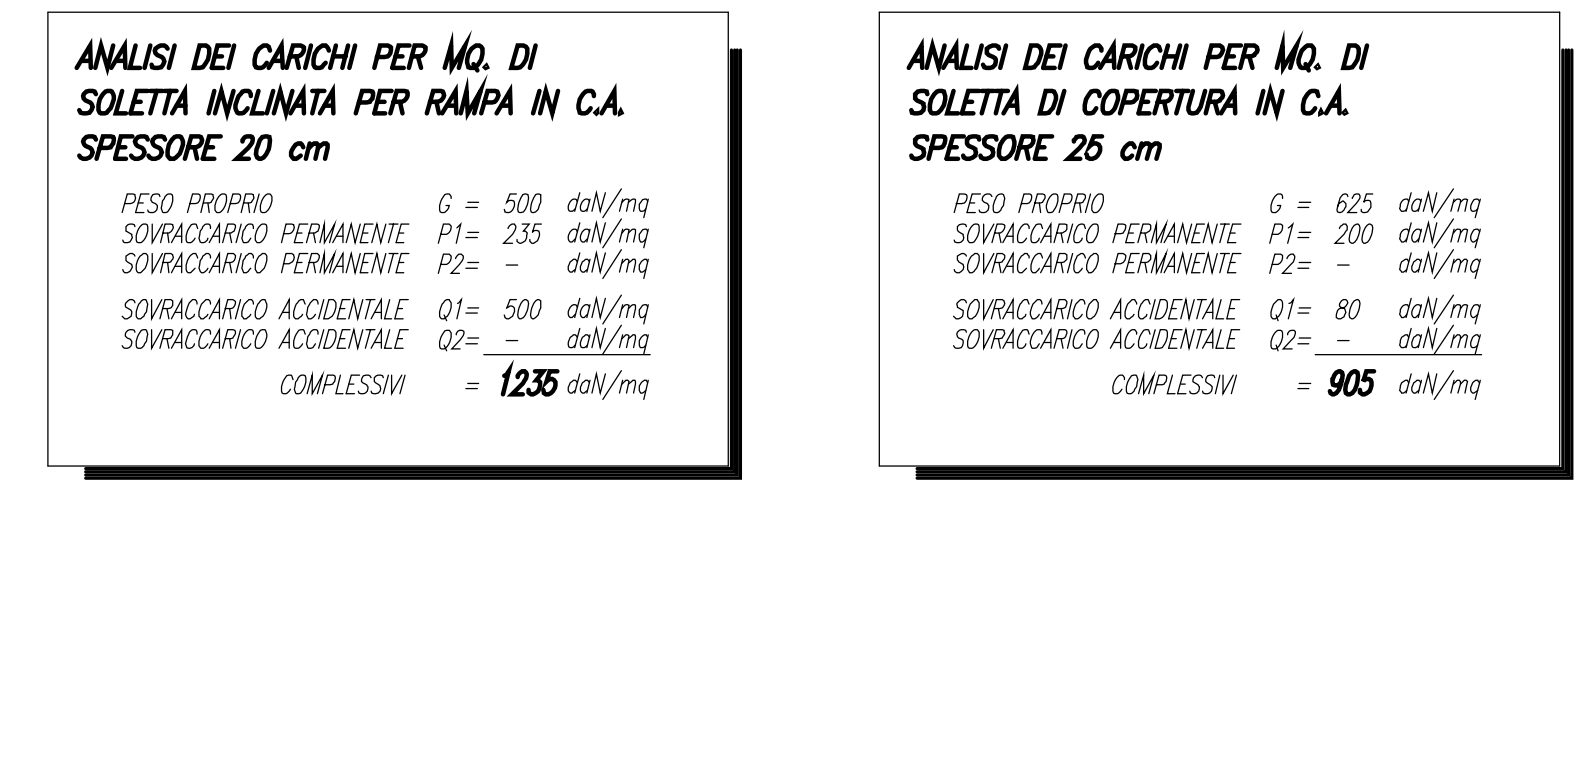 ANALISI DEI CARICHI PER MQ. DI
SOLETTA INCLINATA PER RAMPA IN C.A.
SPESSORE 20 cm
PESO PROPRIO G = 500 daN/mq
SOVRACCARICO PERMANENTE P1= 235 daN/mq
SOVRACCARICO PERMANENTE P2= – daN/mq
SOVRACCARICO ACCIDENTALE Q1= 500 daN/mq
SOVRACCARICO ACCIDENTALE Q2= – daN/mq
COMPLESSIVI = 1235 daN/mq
ANALISI DEI CARICHI PER MQ. DI
SOLETTA DI COPERTURA IN C.A.
SPESSORE 25 cm
PESO PROPRIO G = 625 daN/mq
SOVRACCARICO PERMANENTE P1= 200 daN/mq
SOVRACCARICO PERMANENTE P2= – daN/mq
SOVRACCARICO ACCIDENTALE Q1= 80 daN/mq
SOVRACCARICO ACCIDENTALE Q2= – daN/mq
COMPLESSIVI = 905 daN/mq